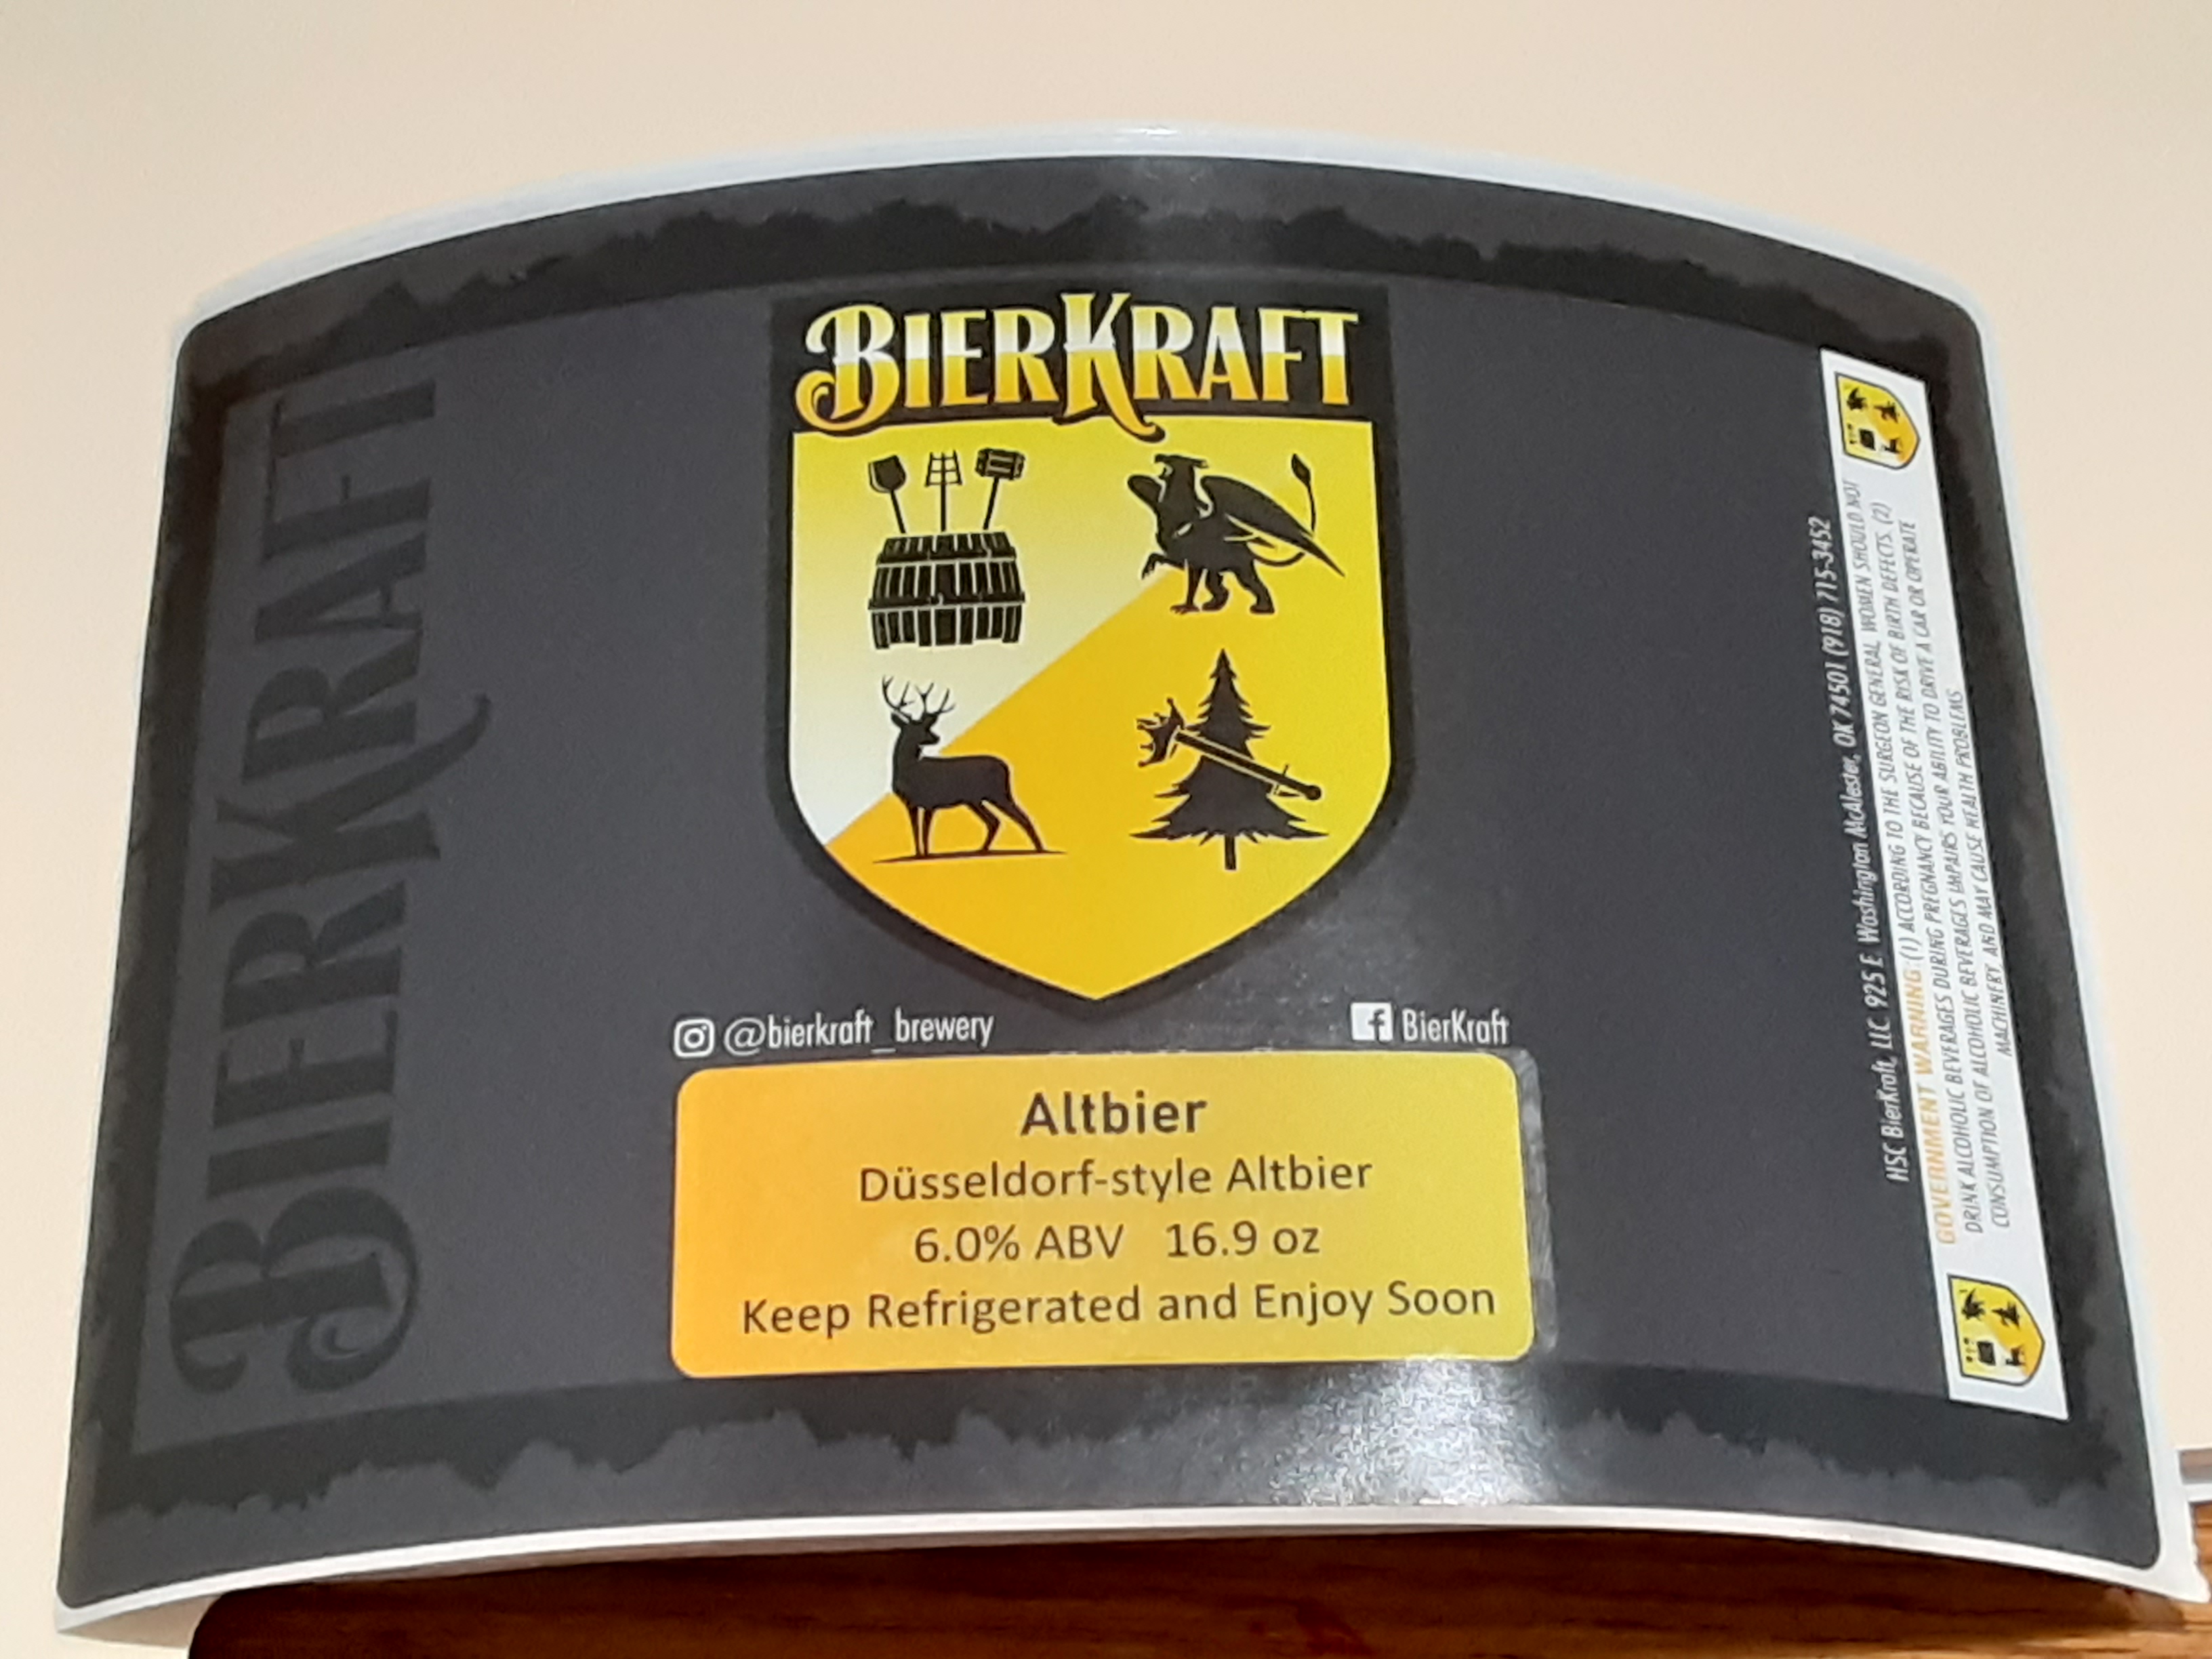 BIERKRAFT
BIERKRAFT
@bierkraft_brewery
BierKraft
Altbier
Düsseldorf-style Altbier
6.0% ABV 16.9 oz
Keep Refrigerated and Enjoy Soon
HSC BierKraft, LLC 925 E Washington McAlester, OK 74501 (918) 715-3452
GOVERNMENT WARNING: (1) ACCORDING TO THE SURGEON GENERAL, WOMEN SHOULD NOT
DRINK ALCOHOLIC BEVERAGES DURING PREGNANCY BECAUSE OF THE RISK OF BIRTH DEFECTS. (2)
CONSUMPTION OF ALCOHOLIC BEVERAGES IMPAIRS YOUR ABILITY TO DRIVE A CAR OR OPERATE
MACHINERY, AND MAY CAUSE HEALTH PROBLEMS